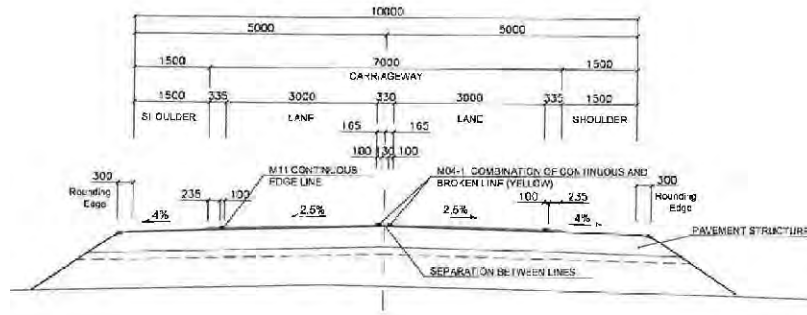 10000
5000 5000
1500 7000 1500
CARRIAGEWAY
1500 335 3000 330 3000 335 1500
SHOULDER LANE LANE SHOULDER
165 165
100 130 100
300 M11 CONTINUOUS M04-1 COMBINATION OF CONTINUOUS AND 300
EDGE LINE BROKEN LINE (YELLOW)
Rounding Rounding
Edge Edge
235 100 100 235
4% 2.5% 2.5% 4%
PAVEMENT STRUCTURE
SEPARATION BETWEEN LINES